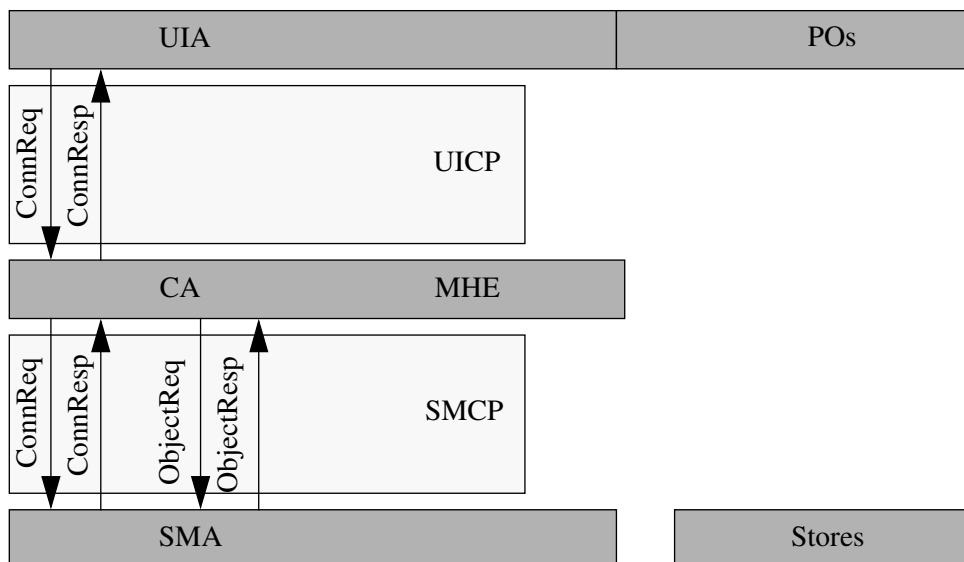 UIA POs
ConnReq
ConnResp
UICP
CA MHE
ConnReq
ConnResp
ObjectReq
ObjectResp
SMCP
SMA Stores